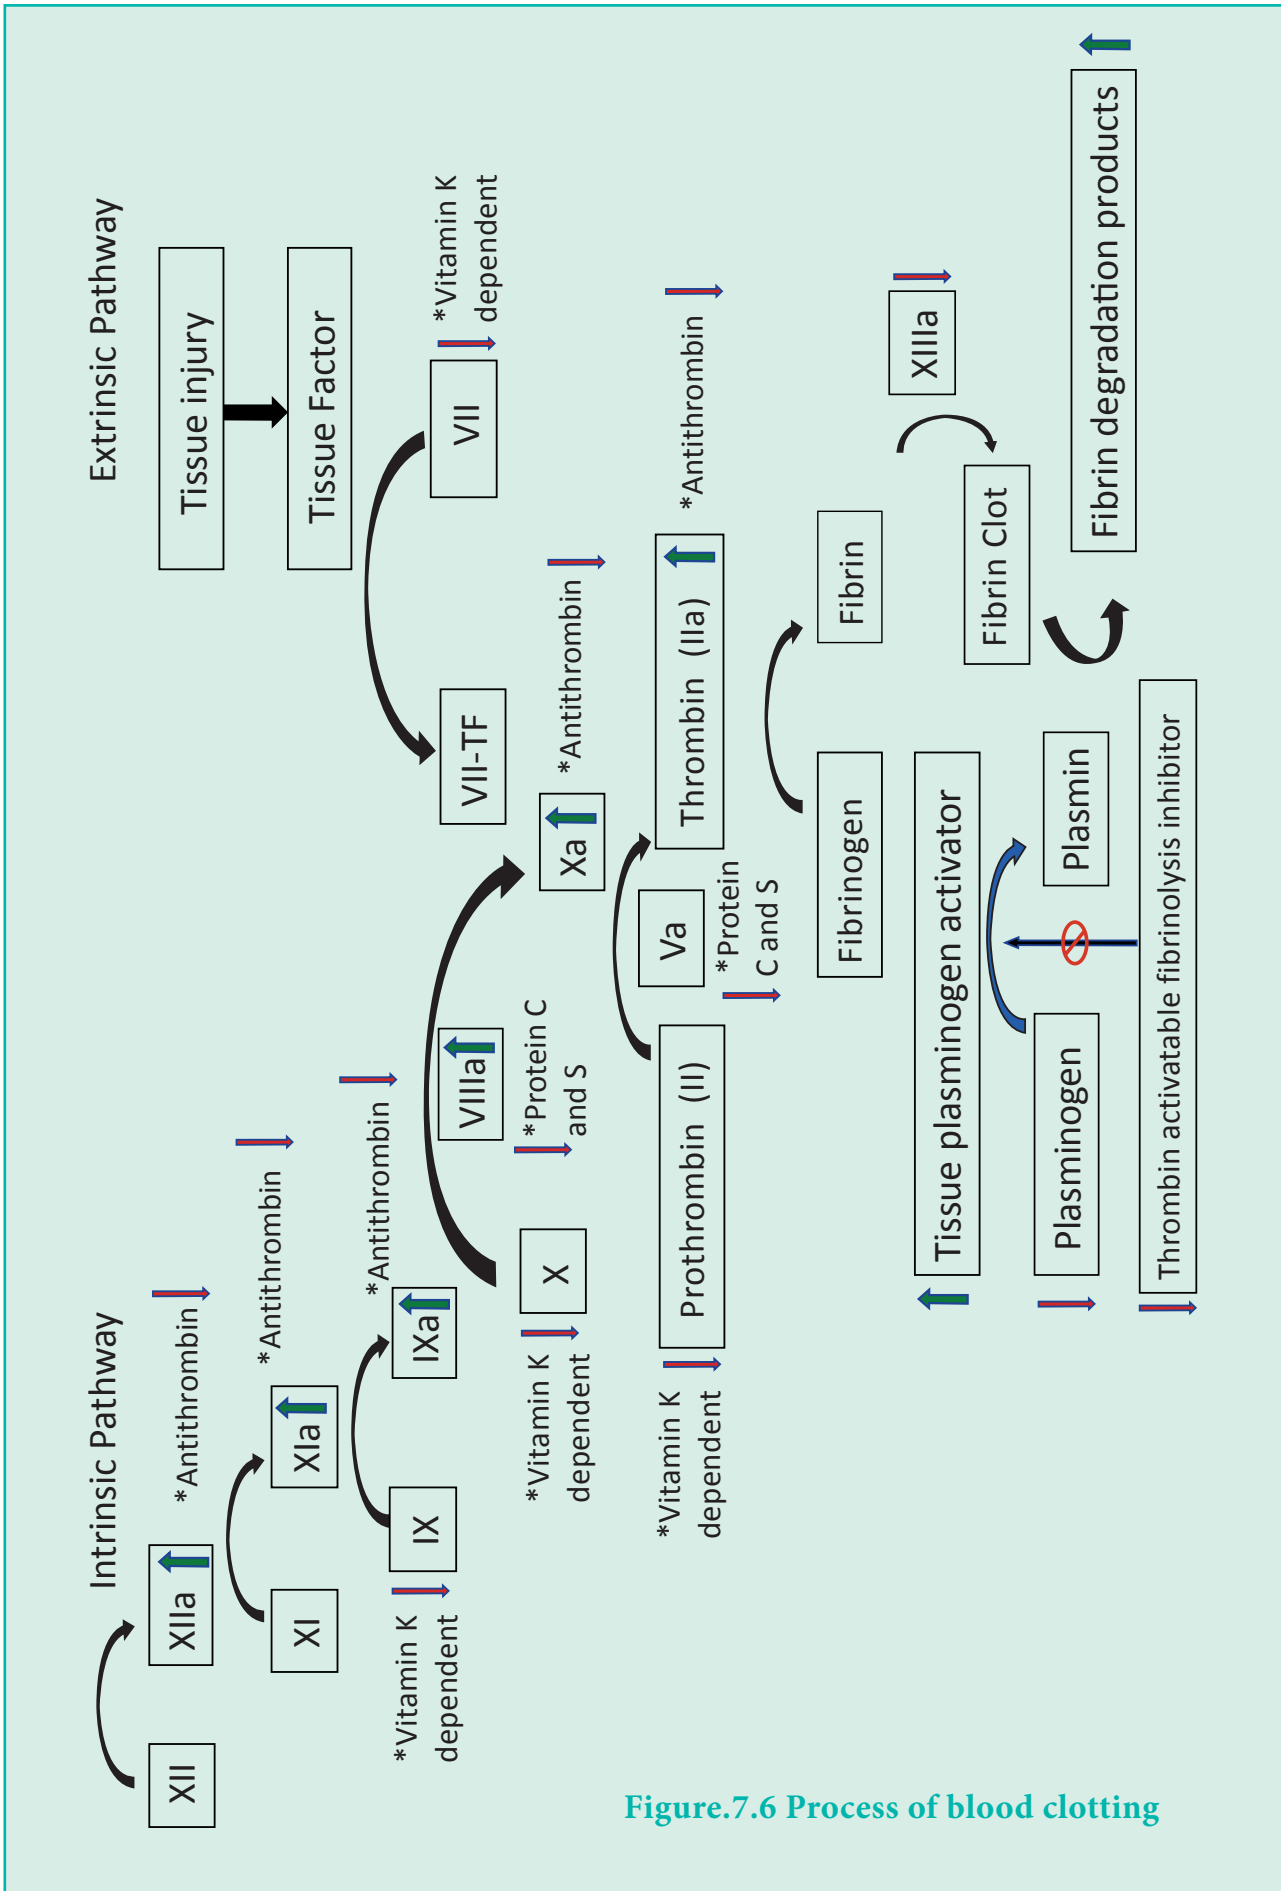 Intrinsic Pathway
Extrinsic Pathway
XII
XIIa
*Antithrombin
Tissue injury
XI
XIa
*Antithrombin
Tissue Factor
*Vitamin K
dependent
IX
IXa
*Antithrombin
VIIIa
*Protein C
and S
VII-TF
VII
*Vitamin K
dependent
*Vitamin K
dependent
X
Xa
*Antithrombin
*Vitamin K
dependent
Prothrombin (II)
Va
*Protein
C and S
Thrombin (IIa)
*Antithrombin
Fibrinogen
Fibrin
XIIIa
Tissue plasminogen activator
Fibrin Clot
Plasminogen
Plasmin
Fibrin degradation products
Thrombin activatable fibrinolysis inhibitor
Figure.7.6 Process of blood clotting